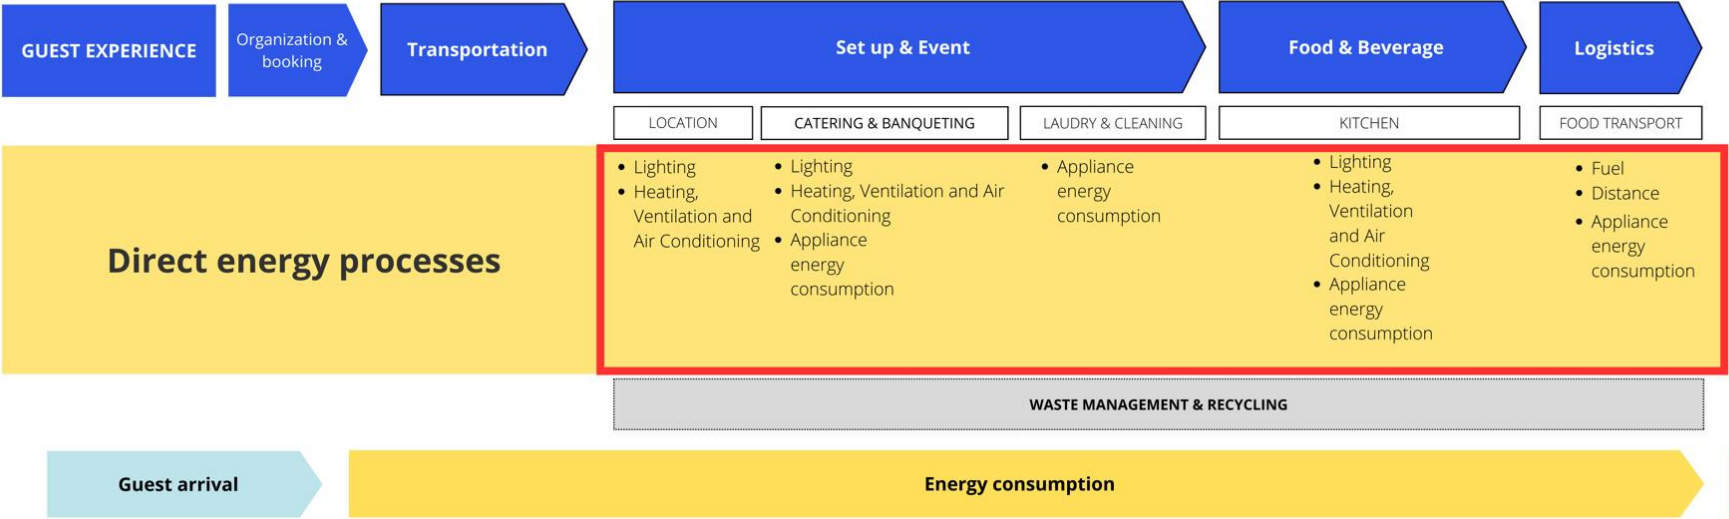 GUEST EXPERIENCE
Organization &
booking
Transportation
Set up & Event
Food & Beverage
Logistics
LOCATION
CATERING & BANQUETING
LAUDRY & CLEANING
KITCHEN
FOOD TRANSPORT
Direct energy processes
• Lighting
• Heating,
Ventilation and
Air Conditioning
• Lighting
• Heating, Ventilation and Air
Conditioning
• Appliance
energy
consumption
• Appliance
energy
consumption
• Lighting
• Heating,
Ventilation
and Air
Conditioning
• Appliance
energy
consumption
• Fuel
• Distance
• Appliance
energy
consumption
WASTE MANAGEMENT & RECYCLING
Guest arrival
Energy consumption